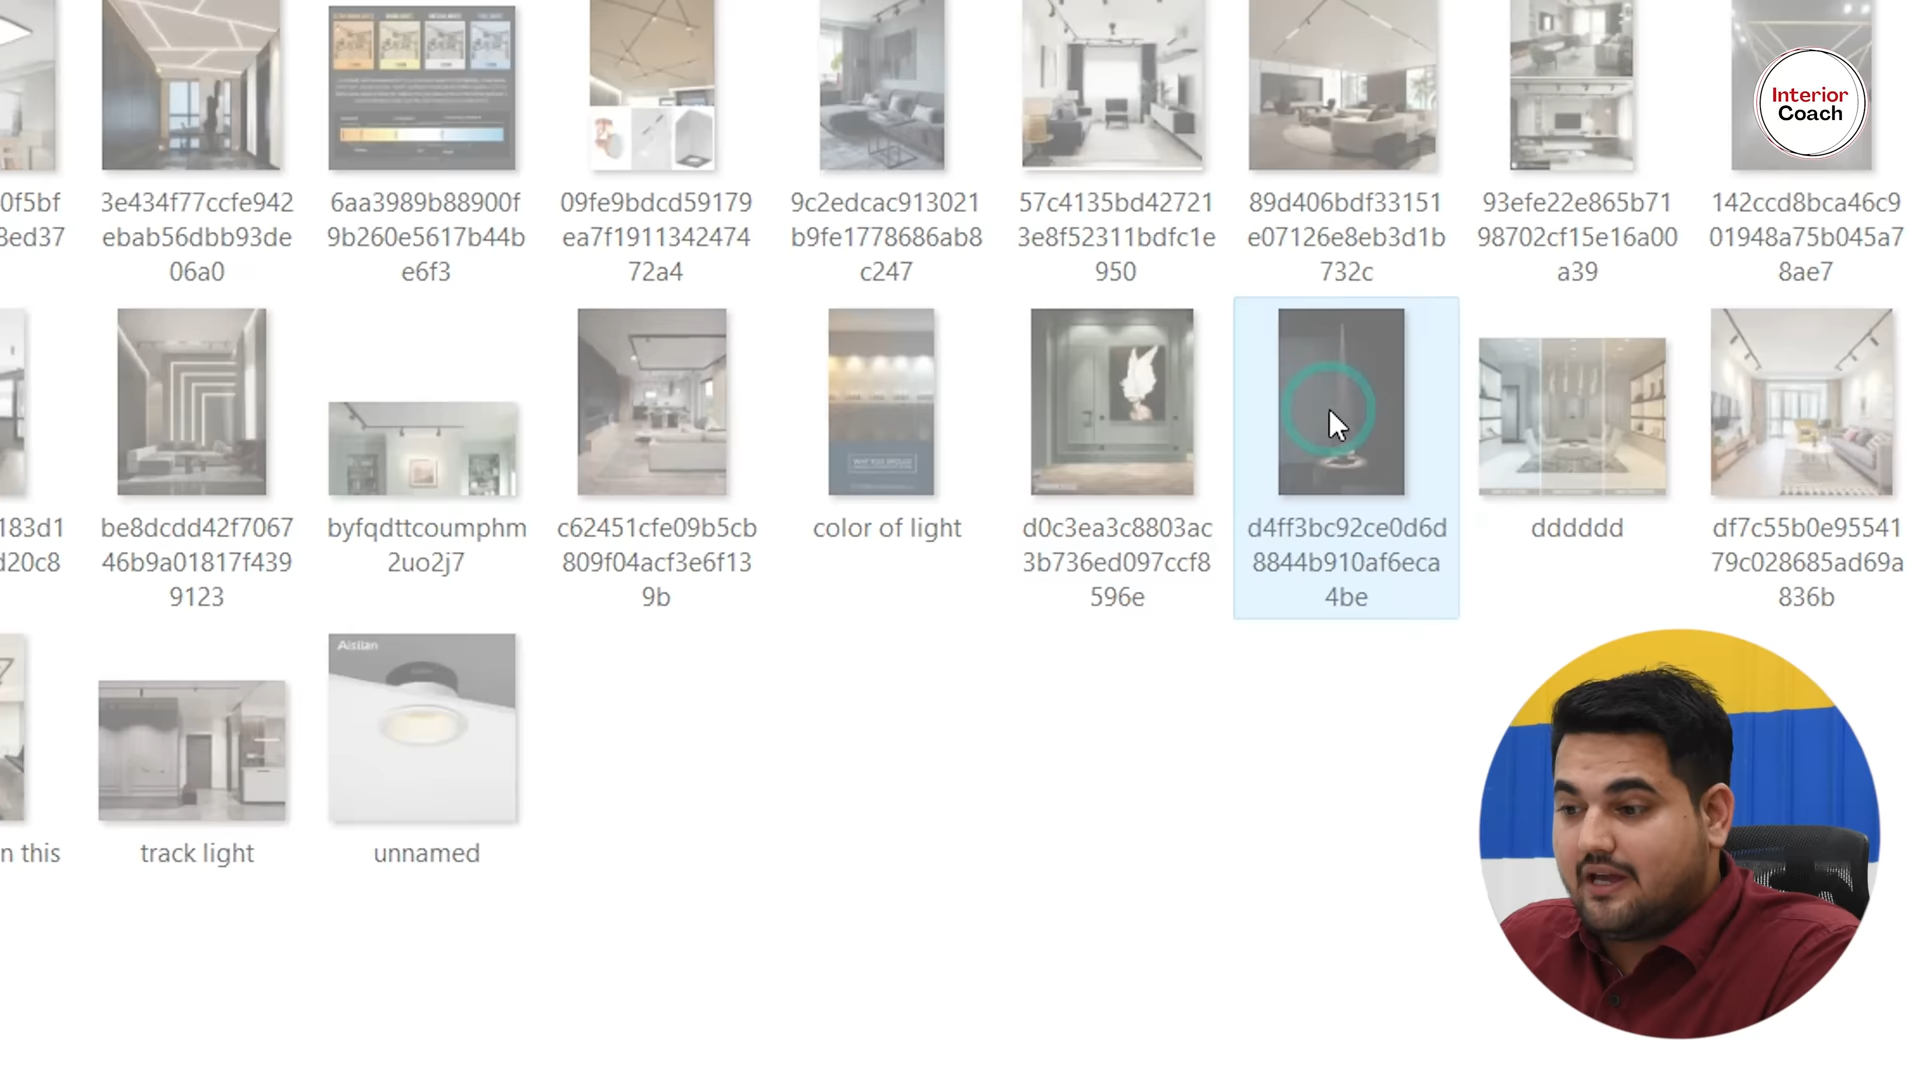 Interior
Coach
0f5bf
3ed37
3e434f77ccfe942
ebab56dbb93de
06a0
6aa3989b88900f
9b260e5617b44b
e6f3
09fe9bdcd59179
ea7f1911342474
72a4
9c2edcac913021
b9fe1778686ab8
c247
57c4135bd42721
3e8f52311bdfc1e
950
89d406bdf33151
e07126e8eb3d1b
732c
93efe22e865b71
98702cf15e16a00
a39
142ccd8bca46c9
01948a75b045a7
8ae7
183d1
d20c8
be8dcdd42f7067
46b9a01817f439
9123
byfqdttcoumphm
2uo2j7
c62451cfe09b5cb
809f04acf3e6f13
9b
color of light
d0c3ea3c8803ac
3b736ed097ccf8
596e
d4ff3bc92ce0d6d
8844b910af6eca
4be
dddddd
df7c55b0e95541
79c028685ad69a
836b
n this
track light
unnamed